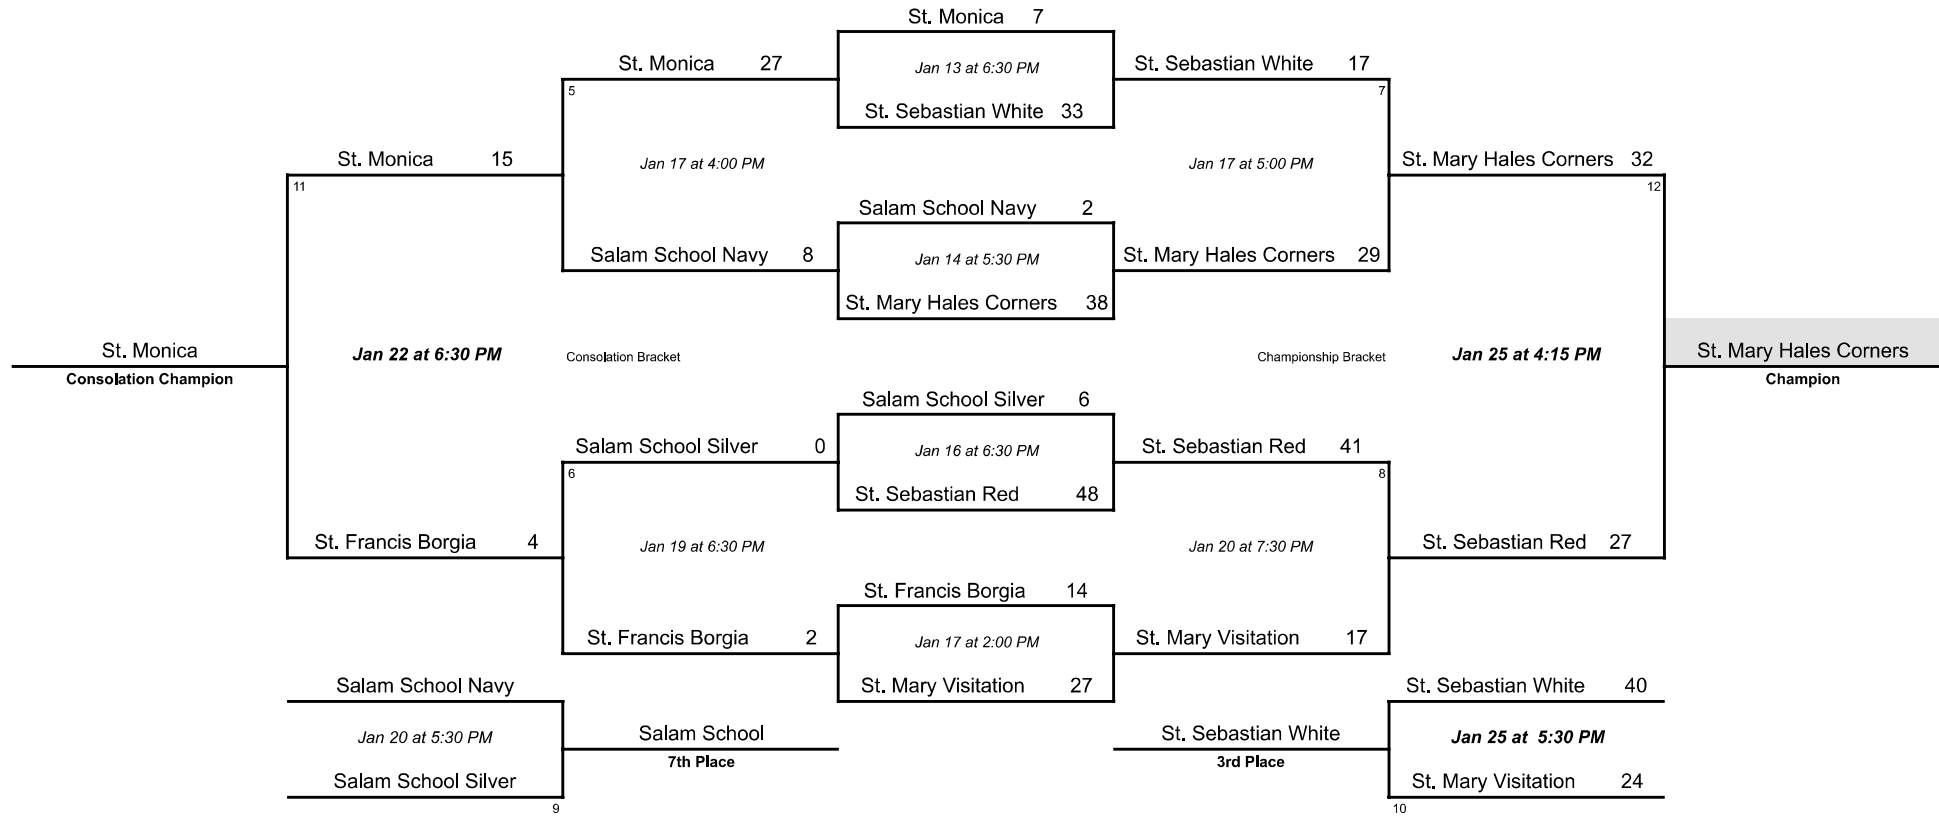 St. Monica 7
St. Monica 27
Jan 13 at 6:30 PM
St. Sebastian White 17
5
7
St. Sebastian White 33
St. Monica 15
Jan 17 at 4:00 PM
Jan 17 at 5:00 PM
St. Mary Hales Corners 32
11
12
Salam School Navy 2
Salam School Navy 8
Jan 14 at 5:30 PM
St. Mary Hales Corners 29
St. Mary Hales Corners 38
St. Monica
Consolation Champion
Jan 22 at 6:30 PM
Consolation Bracket
Championship Bracket
Jan 25 at 4:15 PM
St. Mary Hales Corners
Champion
Salam School Silver 6
Salam School Silver 0
Jan 16 at 6:30 PM
St. Sebastian Red 41
6
8
St. Sebastian Red 48
St. Francis Borgia 4
Jan 19 at 6:30 PM
Jan 20 at 7:30 PM
St. Sebastian Red 27
St. Francis Borgia 14
St. Francis Borgia 2
Jan 17 at 2:00 PM
St. Mary Visitation 17
St. Mary Visitation 27
Salam School Navy
St. Sebastian White 40
Jan 20 at 5:30 PM
Salam School
7th Place
St. Sebastian White
3rd Place
Jan 25 at 5:30 PM
Salam School Silver
St. Mary Visitation 24
9
10